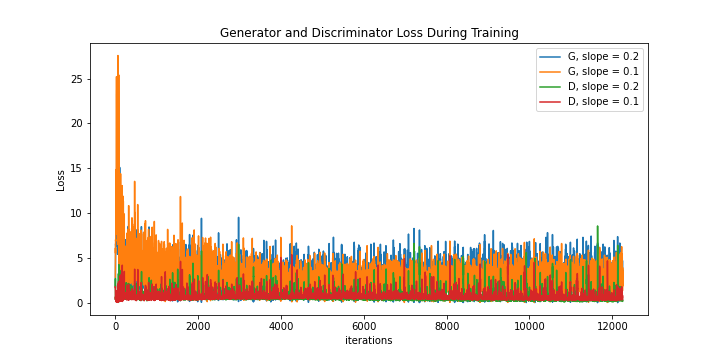 Generator and Discriminator Loss During Training
G, slope = 0.2
G, slope = 0.1
D, slope = 0.2
D, slope = 0.1
25
20
15
10
5
0
Loss
0 2000 4000 6000 8000 10000 12000
iterations